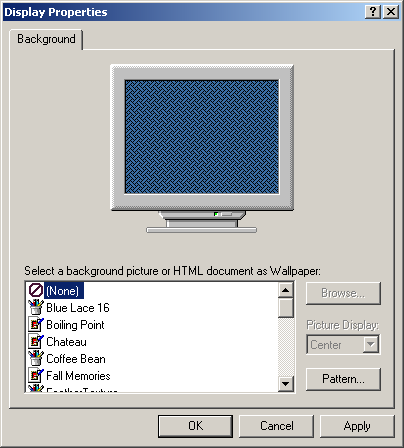 Display Properties
Background
Select a background picture or HTML document as Wallpaper:
(None)
Blue Lace 16
Boiling Point
Chateau
Coffee Bean
Fall Memories
FeatherTexture
Browse...
Picture Display:
Center
Pattern...
OK
Cancel
Apply